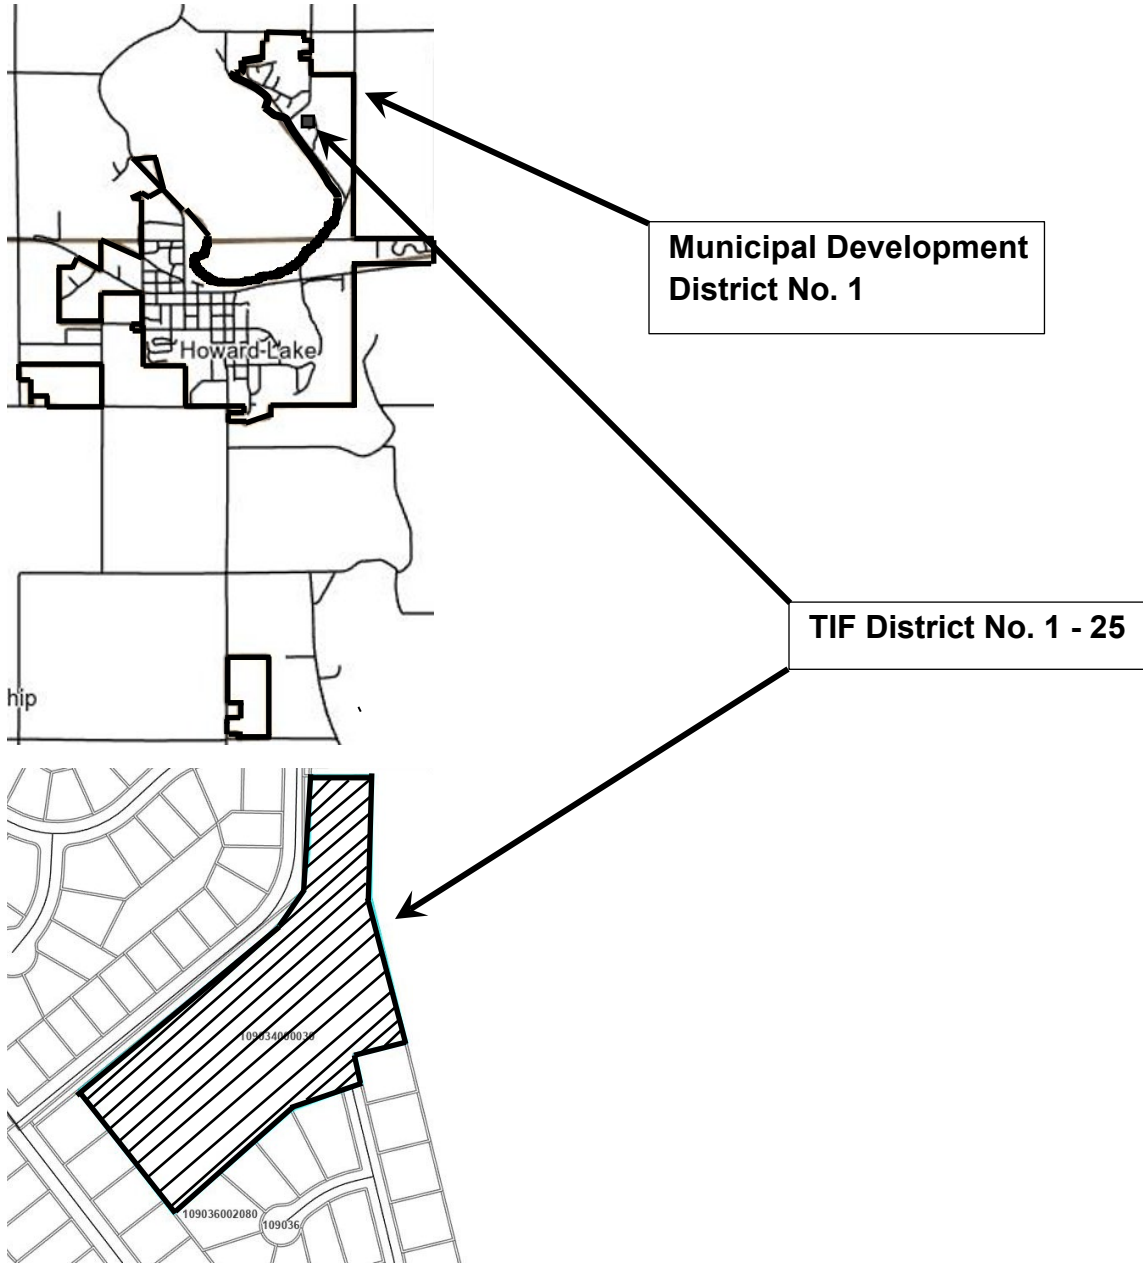 Municipal Development
District No. 1
Howard Lake
TIF District No. 1 - 25
hip
109034000030
109036002080
109036